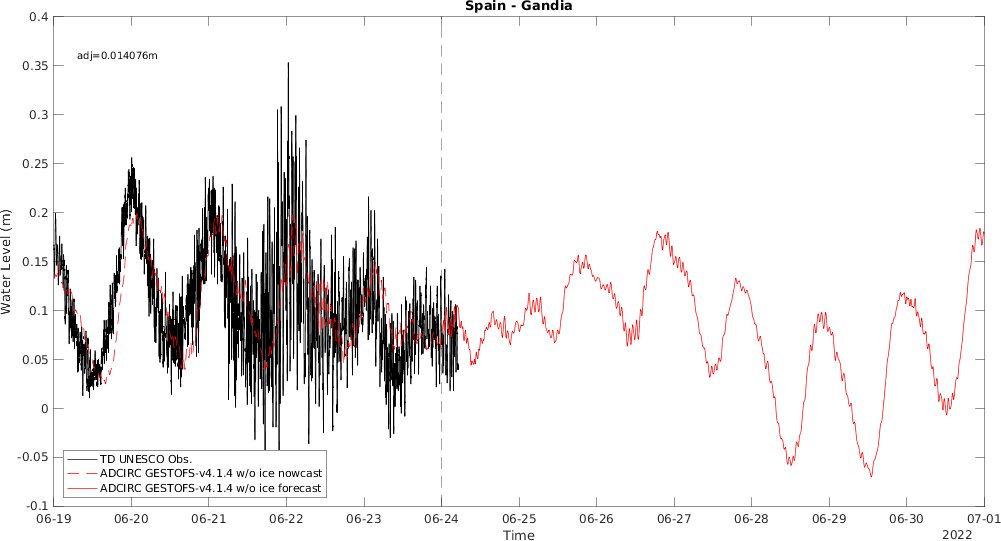 Spain - Gandia
adj=0.014076m
0.4
0.35
0.3
0.25
0.2
0.15
0.1
0.05
0
-0.05
-0.1
Water Level (m)
TD UNESCO Obs.
ADCIRC GESTOFS-v4.1.4 w/o ice nowcast
ADCIRC GESTOFS-v4.1.4 w/o ice forecast
06-19 06-20 06-21 06-22 06-23 06-24 06-25 06-26 06-27 06-28 06-29 06-30 07-01
Time
2022